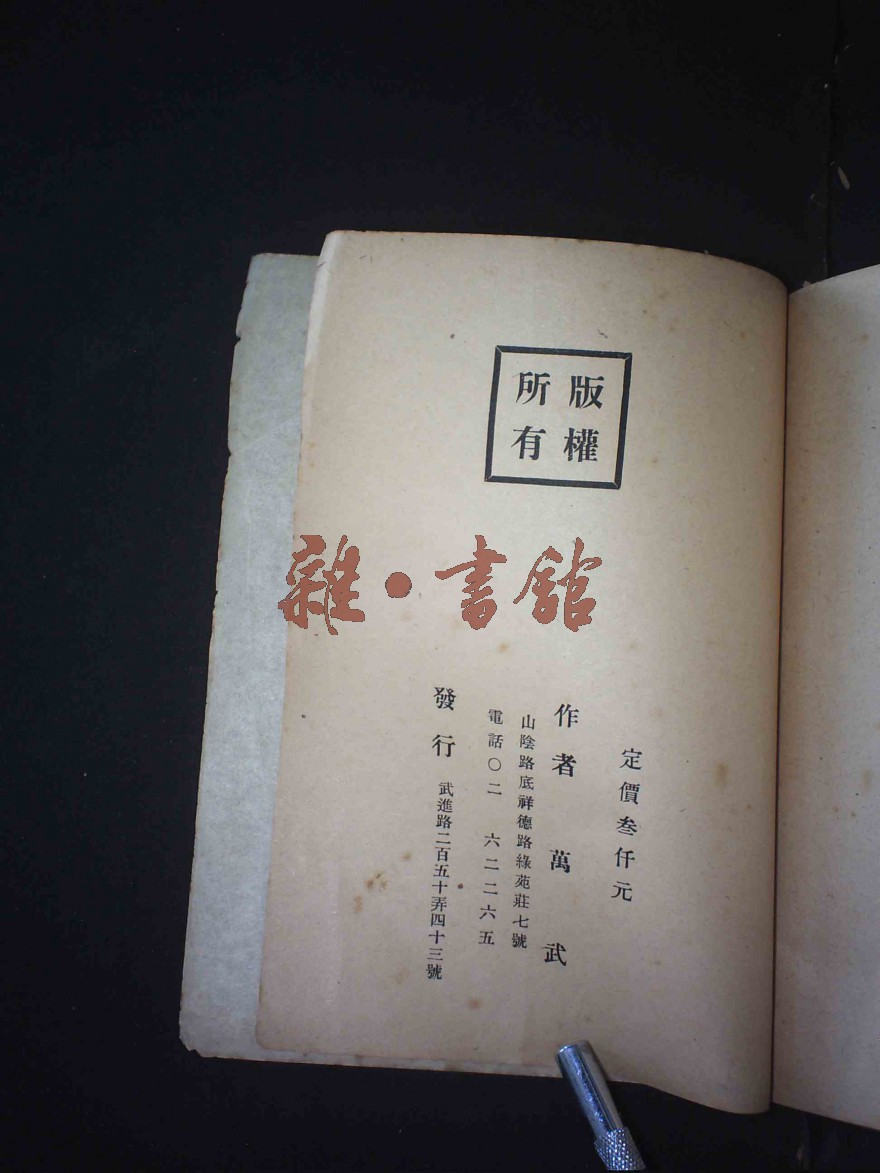 版權
所有
雜·書館
定價叁仟元
作者 萬武
山陰路底祥德路綠苑莊七號
電話〇二 六二二六五
發行 武進路二百五十弄四十三號